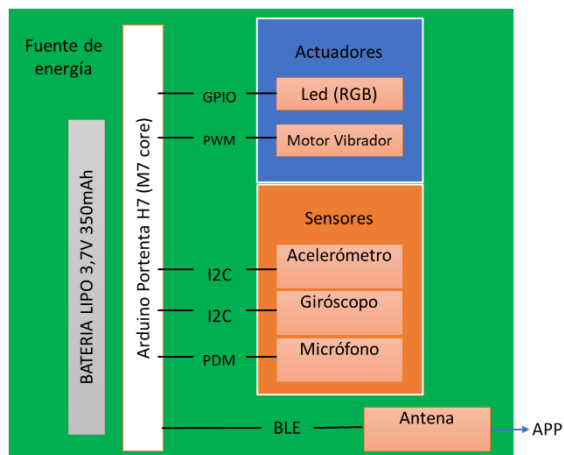 Fuente de
energía
BATERIA LIPO 3,7V 350mAh
Arduino Portenta H7 (M7 core)
Actuadores
GPIO
Led (RGB)
PWM
Motor Vibrador
Sensores
I2C
Acelerómetro
I2C
Giróscopo
PDM
Micrófono
BLE
Antena
APP